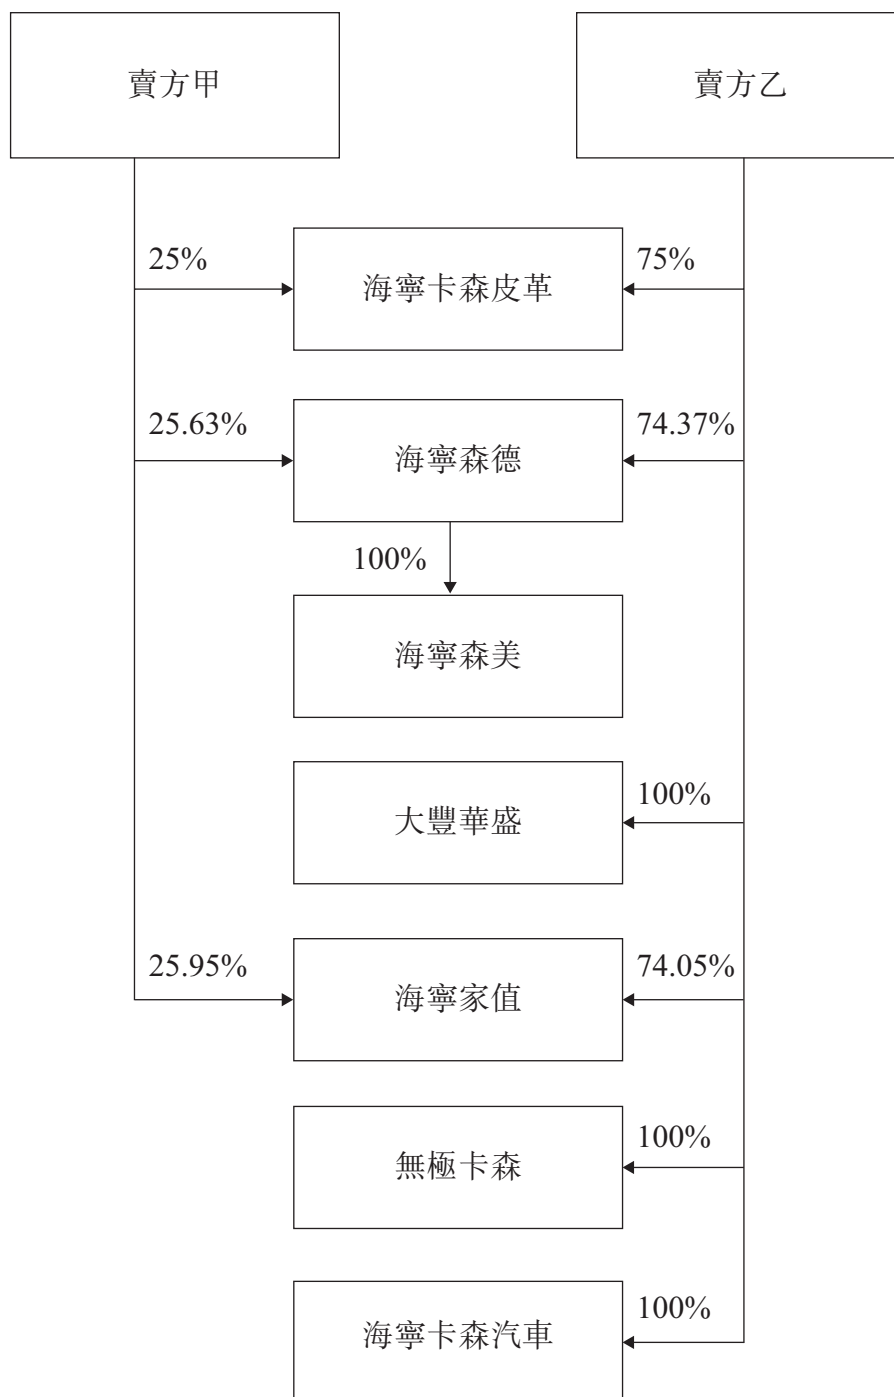 賣方甲
賣方乙
25%
海寧卡森皮革
75%
25.63%
海寧森德
74.37%
100%
海寧森美
大豐華盛
100%
25.95%
海寧家值
74.05%
無極卡森
100%
海寧卡森汽車
100%